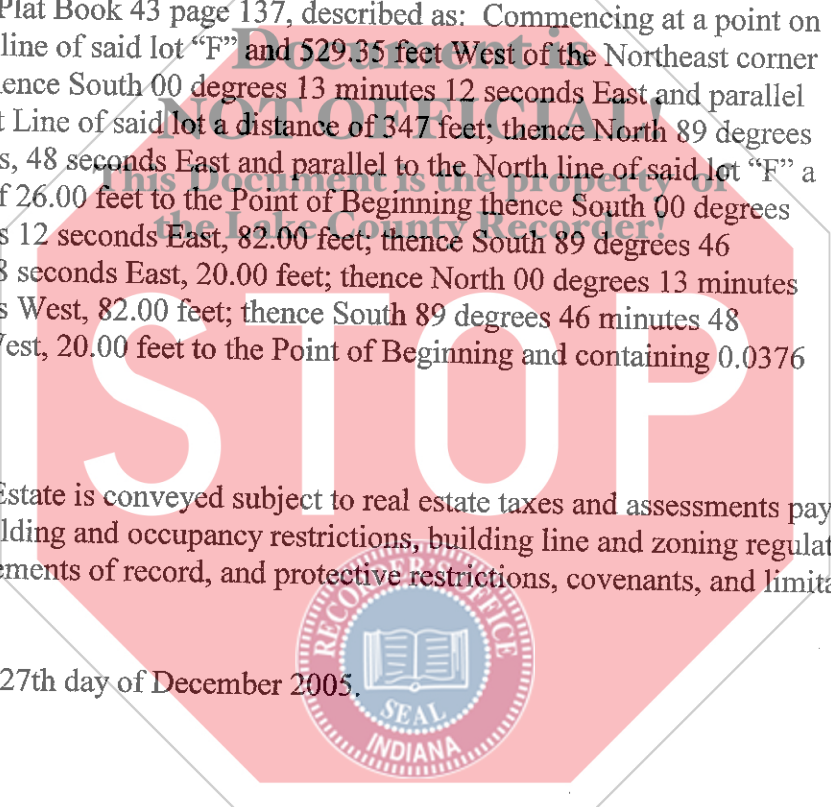 Plat Book 43 page 137, described as: Commencing at a point on
line of said lot “F” and 529.35 feet West of the Northeast corner
ence South 00 degrees 13 minutes 12 seconds East and parallel
t Line of said lot a distance of 347 feet; thence North 89 degrees
s, 48 seconds East and parallel to the North line of said lot “F” a
f 26.00 feet to the Point of Beginning thence South 00 degrees
s 12 seconds East, 82.00 feet; thence South 89 degrees 46
8 seconds East, 20.00 feet; thence North 00 degrees 13 minutes
s West, 82.00 feet; thence South 89 degrees 46 minutes 48
Vest, 20.00 feet to the Point of Beginning and containing 0.0376
Estate is conveyed subject to real estate taxes and assessments pay
lding and occupancy restrictions, building line and zoning regulat
ements of record, and protective restrictions, covenants, and limita
27th day of December 2005.
Document is
NOT OFFICIAL!
This Document is the property of
the Lake County Recorder!
STOP
RECORDER'S OFFICE
SEAL
INDIANA